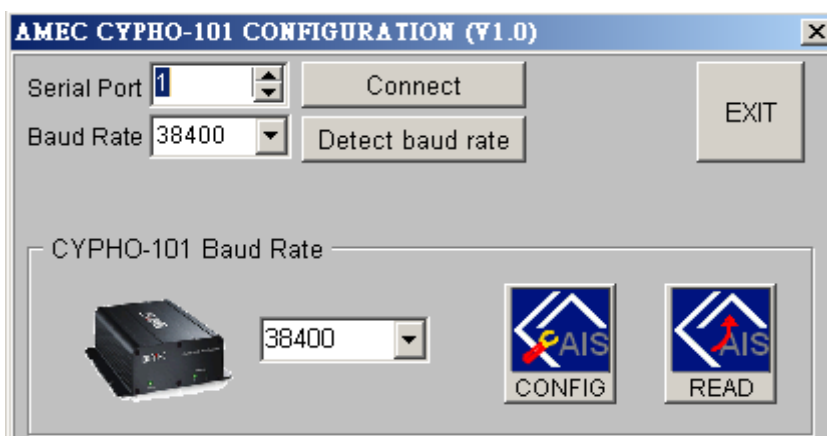 AMEC CYPHO-101 CONFIGURATION (V1.0)
Serial Port 1 Connect
EXIT
Baud Rate 38400 Detect baud rate
CYPHO-101 Baud Rate
38400
AIS AIS
CONFIG READ